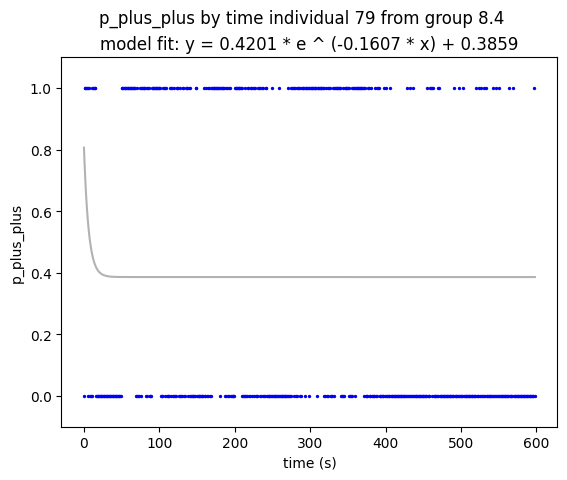 p_plus_plus by time individual 79 from group 8.4
model fit: y = 0.4201 * e ^ (-0.1607 * x) + 0.3859
1.0
0.8
0.6
0.4
0.2
0.0
p_plus_plus
0 100 200 300 400 500 600
time (s)